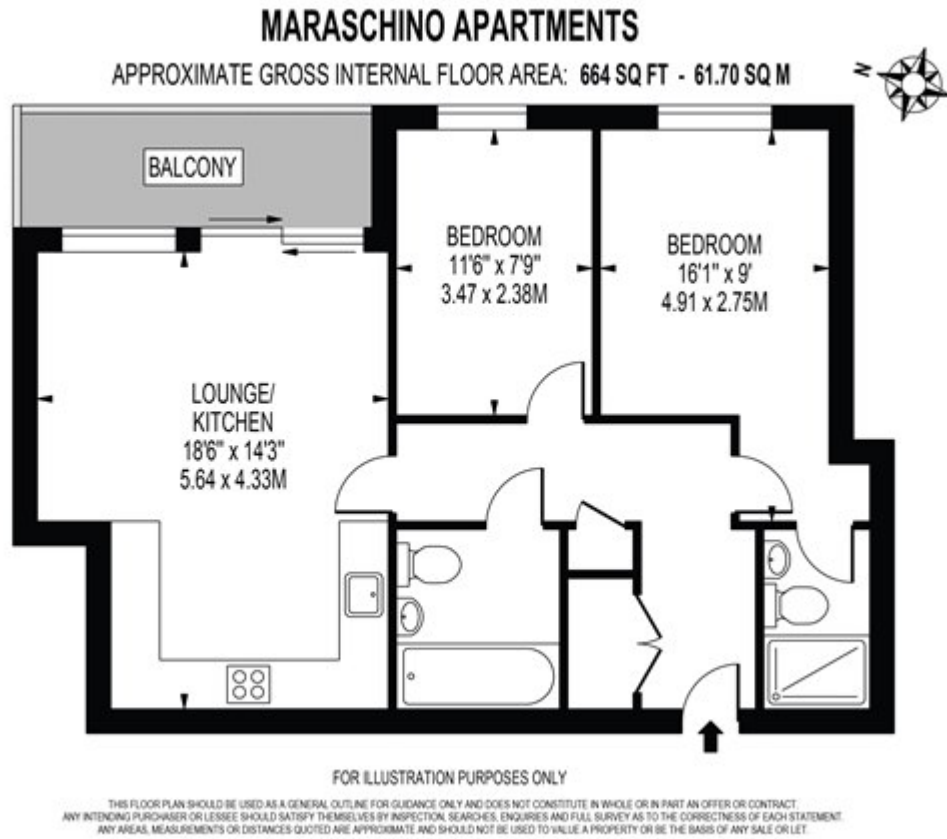 MARASCHINO APARTMENTS
APPROXIMATE GROSS INTERNAL FLOOR AREA: 664 SQ FT - 61.70 SQ M
N
BALCONY
BEDROOM
11'6" x 7'9"
3.47 x 2.38M
BEDROOM
16'1" x 9'
4.91 x 2.75M
LOUNGE/
KITCHEN
18'6" x 14'3"
5.64 x 4.33M
FOR ILLUSTRATION PURPOSES ONLY
THIS FLOOR PLAN SHOULD BE USED AS A GENERAL OUTLINE FOR GUIDANCE ONLY AND DOES NOT CONSTITUTE IN WHOLE OR IN PART AN OFFER OR CONTRACT.
ANY INTENDING PURCHASER OR LESSEE SHOULD SATISFY THEMSELVES BY INSPECTION, SEARCHES, ENQUIRIES AND FULL SURVEY AS TO THE CORRECTNESS OF EACH STATEMENT.
ANY AREAS, MEASUREMENTS OR DISTANCES QUOTED ARE APPROXIMATE AND SHOULD NOT BE USED TO VALUE A PROPERTY OR BE THE BASIS OF ANY SALE OR LET.